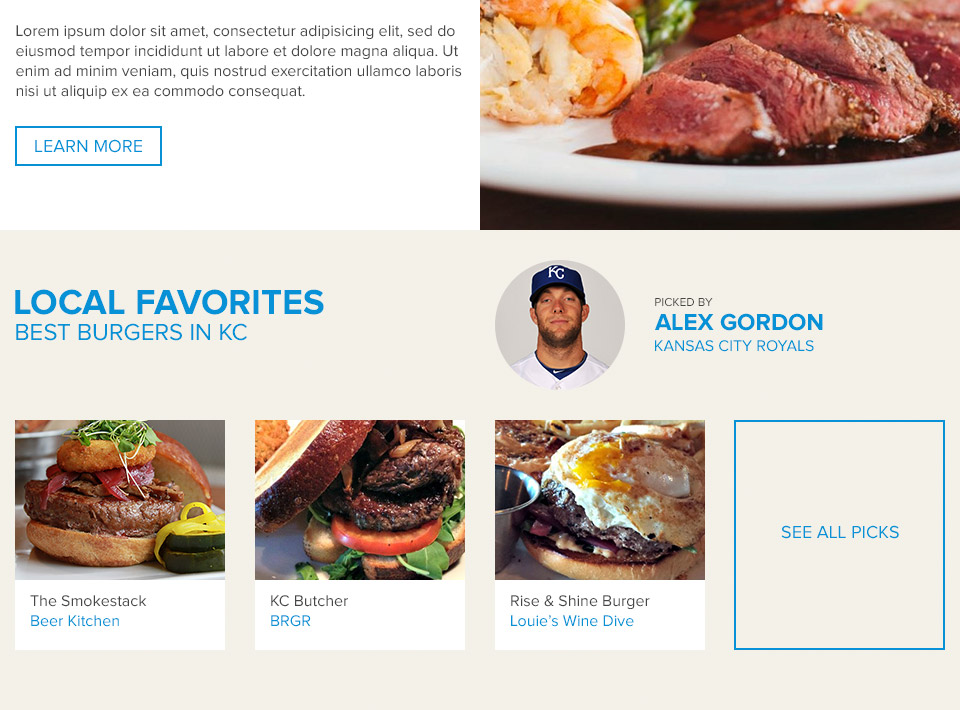 Lorem ipsum dolor sit amet, consectetur adipisicing elit, sed do
eiusmod tempor incididunt ut labore et dolore magna aliqua. Ut
enim ad minim veniam, quis nostrud exercitation ullamco laboris
nisi ut aliquip ex ea commodo consequat.
LEARN MORE
LOCAL FAVORITES
BEST BURGERS IN KC
KC
PICKED BY
ALEX GORDON
KANSAS CITY ROYALS
The Smokestack
Beer Kitchen
KC Butcher
BRGR
Rise & Shine Burger
Louie’s Wine Dive
SEE ALL PICKS